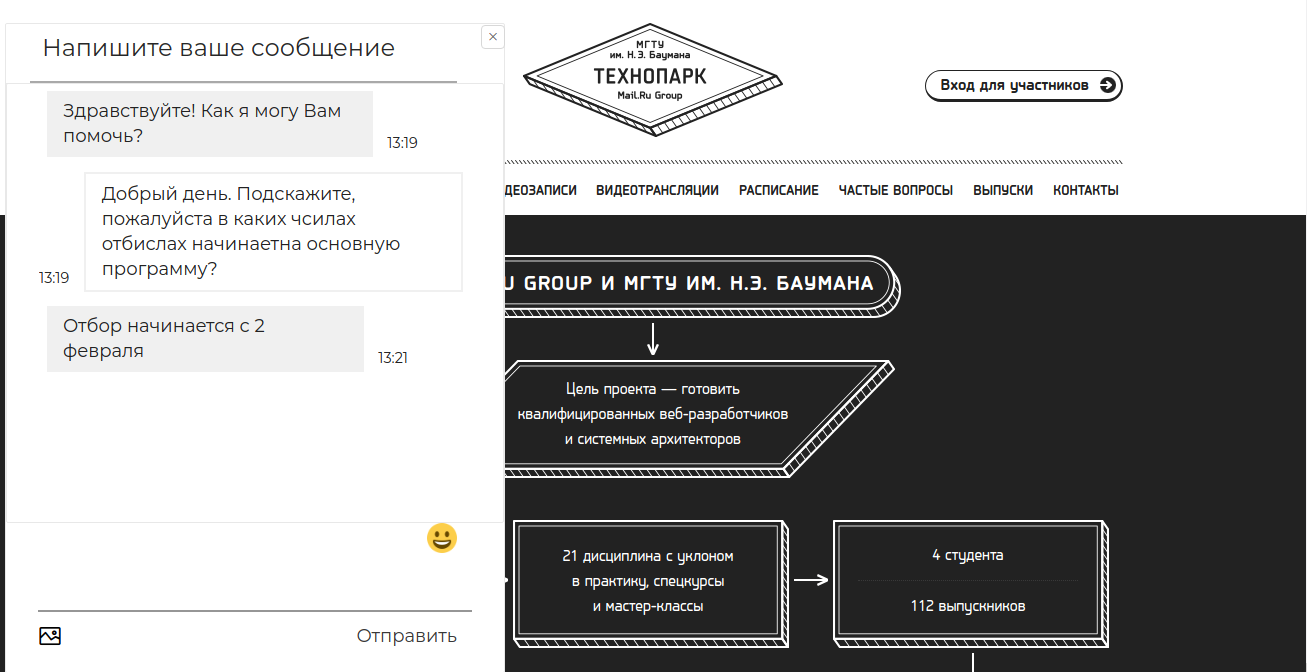 Напишите ваше сообщение
×
Здравствуйте! Как я могу Вам
помочь?
13:19
Добрый день. Подскажите,
пожалуйста в каких чсилах
отбислах начинаетна основную
программу?
13:19
Отбор начинается с 2
февраля
13:21
Отправить
МГТУ
им. Н.Э. Баумана
ТЕХНОПАРК
Mail.Ru Group
Вход для участников
ДЕОЗАПИСИ ВИДЕОТРАНСЛЯЦИИ РАСПИСАНИЕ ЧАСТЫЕ ВОПРОСЫ ВЫПУСКИ КОНТАКТЫ
U GROUP И МГТУ ИМ. Н.Э. БАУМАНА
Цель проекта — готовить
квалифицированных веб-разработчиков
и системных архитекторов
21 дисциплина с уклоном
в практику, спецкурсы
и мастер-классы
4 студента
112 выпускников